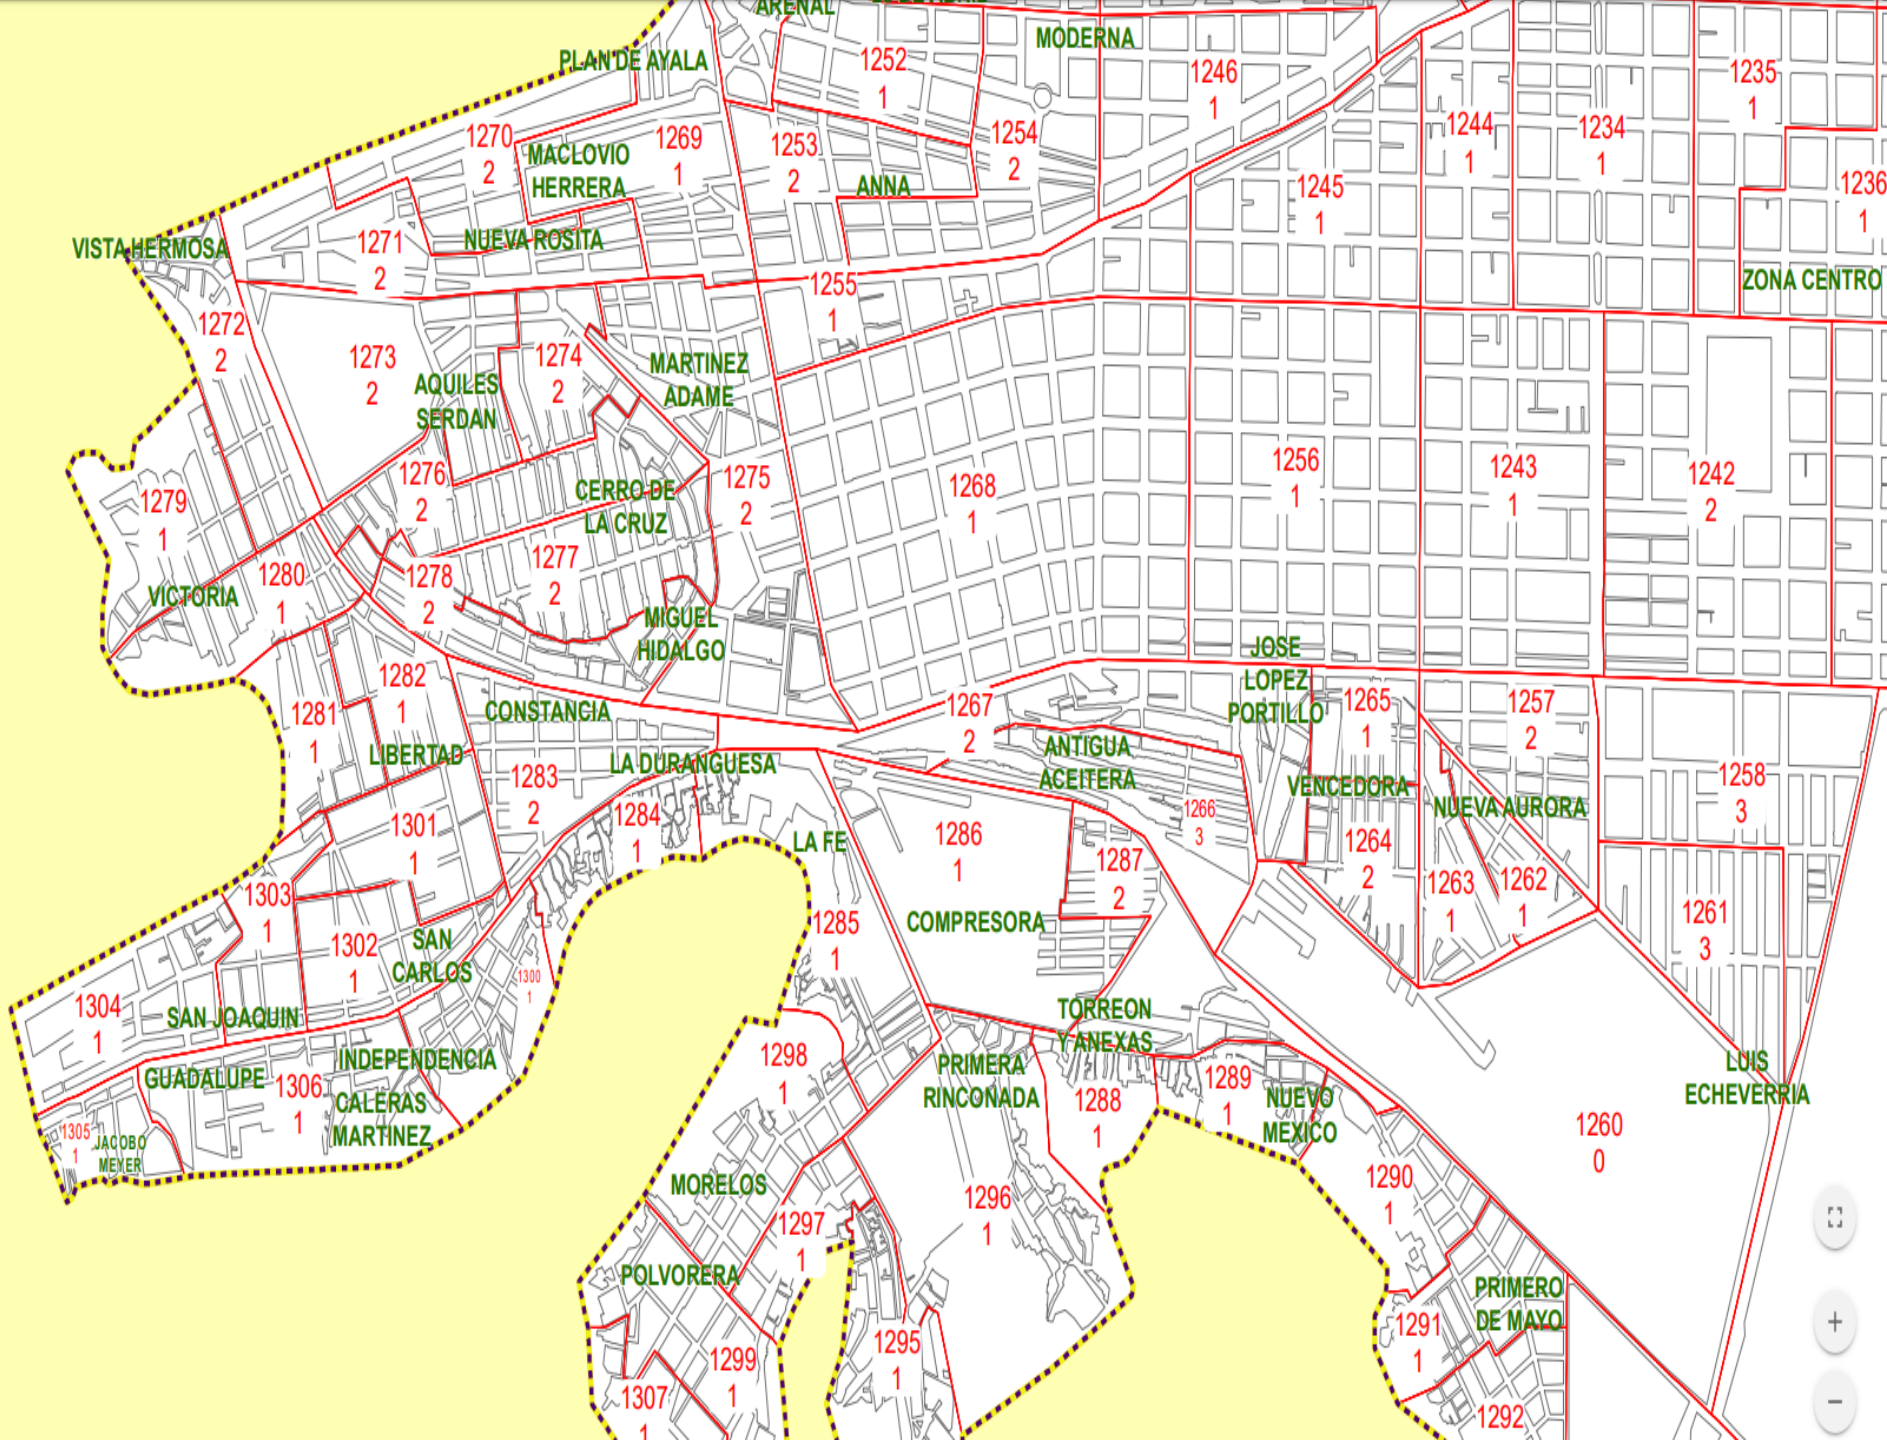 ARENAL
PLAN DE AYALA
MODERNA
1252
1
1246
1
1235
1
1270
2
MACLOVIO
HERRERA
1269
1
1253
2
1254
2
ANNA
1244
1
1234
1
1245
1
1236
1
VISTA HERMOSA
1271
2
NUEVA ROSITA
ZONA CENTRO
1255
1
1272
2
1273
2
AQUILES
SERDAN
1274
2
MARTINEZ
ADAME
1276
2
CERRO DE
LA CRUZ
1275
2
1268
1
1256
1
1243
1
1242
2
1279
1
VICTORIA
1280
1
1278
2
1277
2
MIGUEL
HIDALGO
JOSE
LOPEZ
PORTILLO
1281
1
1282
1
LIBERTAD
CONSTANCIA
1267
2
1265
1
1257
2
ANTIGUA
ACEITERA
LA DURANGUESA
1283
2
VENCEDORA
NUEVA AURORA
1258
3
1301
1
1284
1
LA FE
1286
1
1266
3
1287
2
1264
2
1263
1
1262
1
1261
3
1303
1
1302
1
SAN
CARLOS
1285
1
COMPRESORA
1300
1
1304
1
SAN JOAQUIN
TORREON
Y ANEXAS
GUADALUPE
1306
1
INDEPENDENCIA
CALERAS
MARTINEZ
1298
1
PRIMERA
RINCONADA
1288
1
1289
1
NUEVO
MEXICO
LUIS
ECHEVERRIA
1305
1
JACOBO
MEYER
1260
0
MORELOS
1297
1
1296
1
1290
1
POLVORERA
PRIMERO
DE MAYO
1299
1
1295
1
1291
1
1307
1
1292